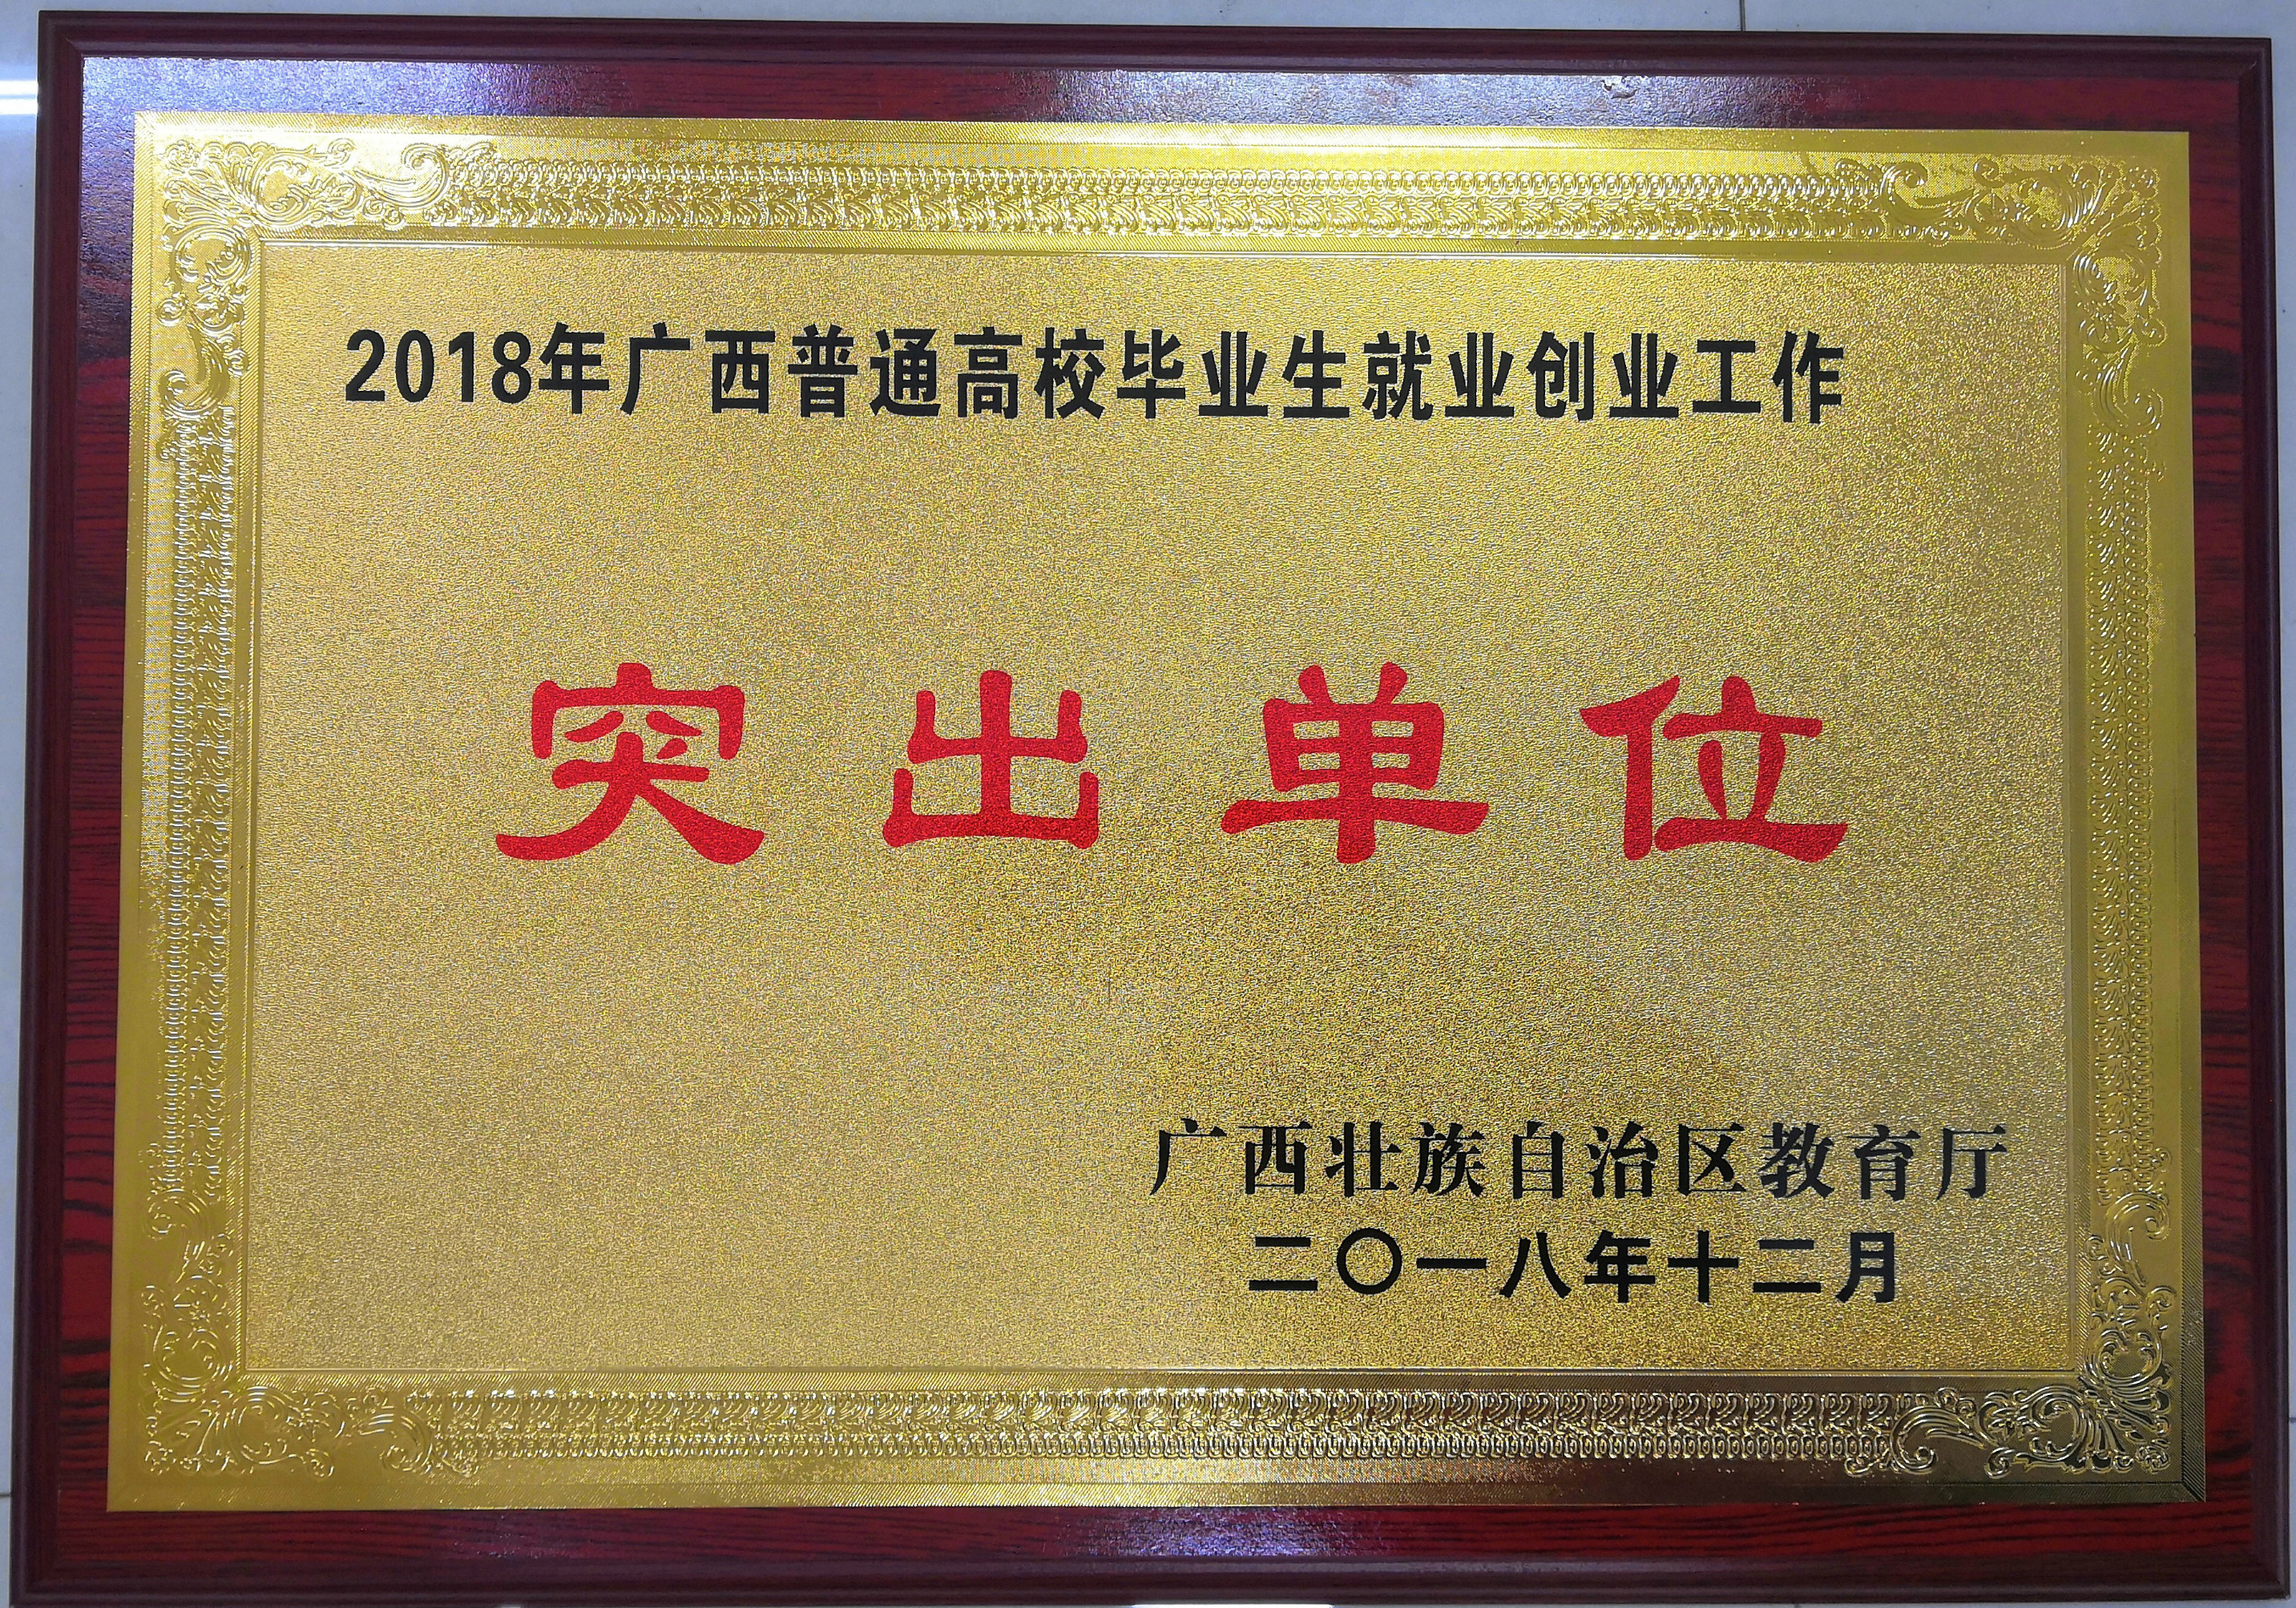 2018年广西普通高校毕业生就业创业工作
突出单位
广西壮族自治区教育厅
二〇一八年十二月